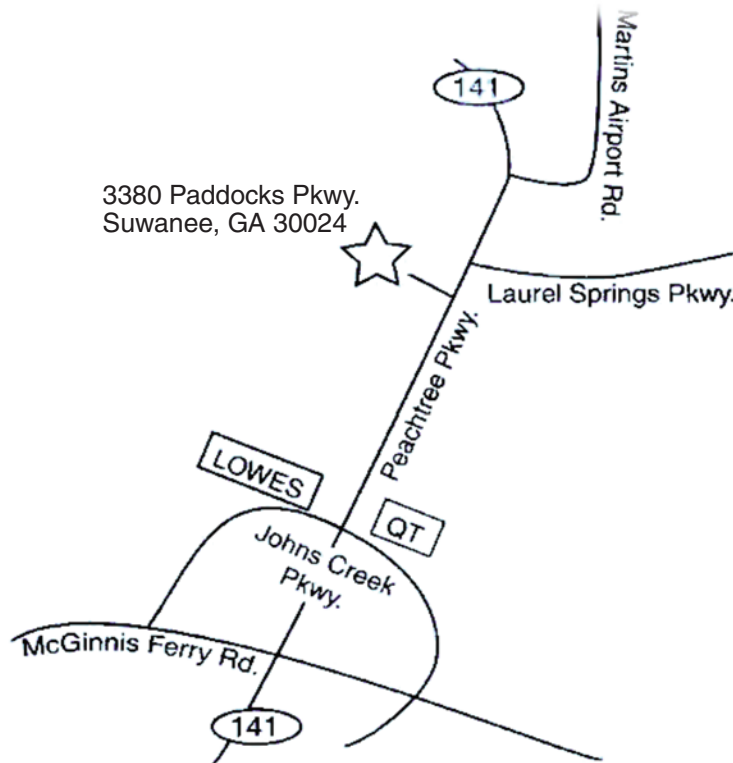 Martins Airport Rd.
141
3380 Paddocks Pkwy.
Suwanee, GA 30024
Laurel Springs Pkwy.
Peachtree Pkwy.
LOWES
QT
Johns Creek
Pkwy.
McGinnis Ferry Rd.
141